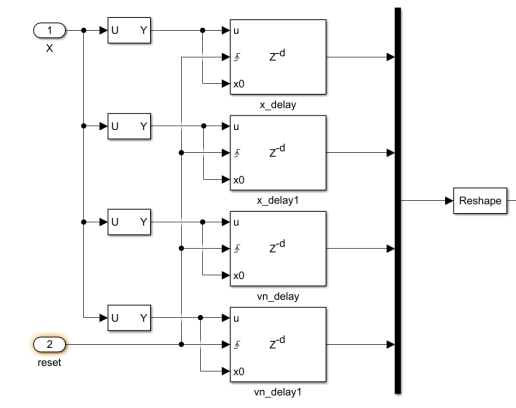 1
X
U Y
u
Z-d
x0
x_delay
U Y
u
Z-d
x0
x_delay1
U Y
u
Z-d
x0
vn_delay
U Y
u
Z-d
x0
vn_delay1
2
reset
Reshape